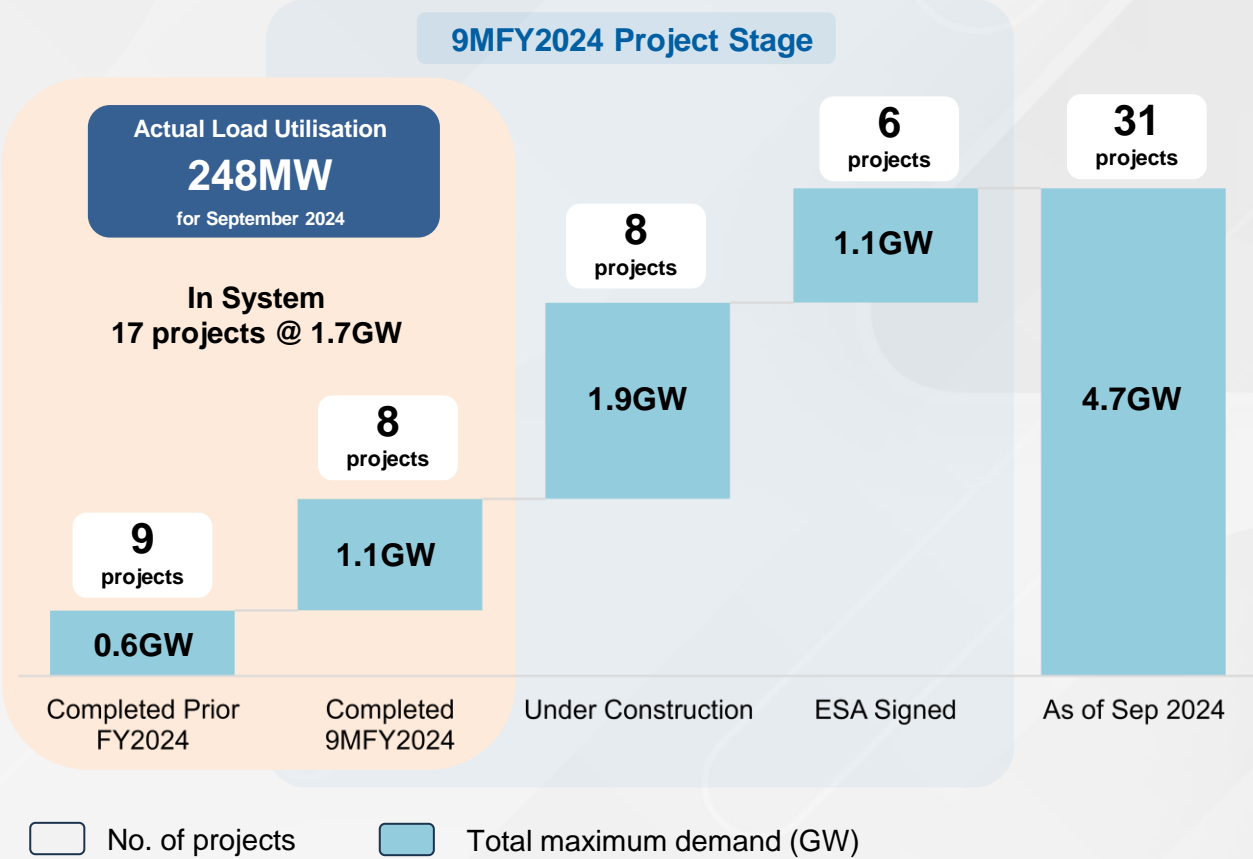 9MFY2024 Project Stage
Actual Load Utilisation
248MW
for September 2024
In System
17 projects @ 1.7GW
9
projects
0.6GW
8
projects
1.1GW
8
projects
1.9GW
6
projects
1.1GW
31
projects
4.7GW
Completed Prior
FY2024
Completed
9MFY2024
Under Construction
ESA Signed
As of Sep 2024
No. of projects
Total maximum demand (GW)